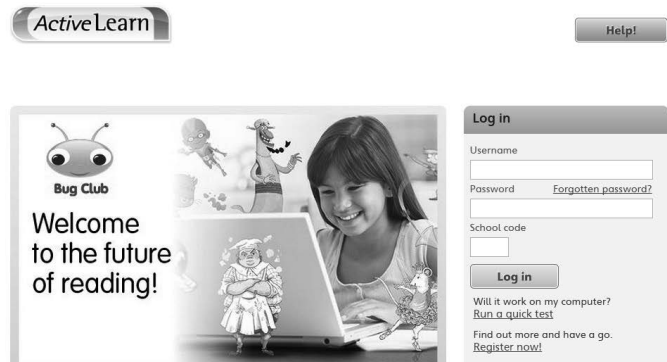 ActiveLearn
Help!
Bug Club
Welcome
to the future
of reading!
Log in
Username
Password Forgotten password?
School code
Log in
Will it work on my computer?
Run a quick test
Find out more and have a go.
Register now!